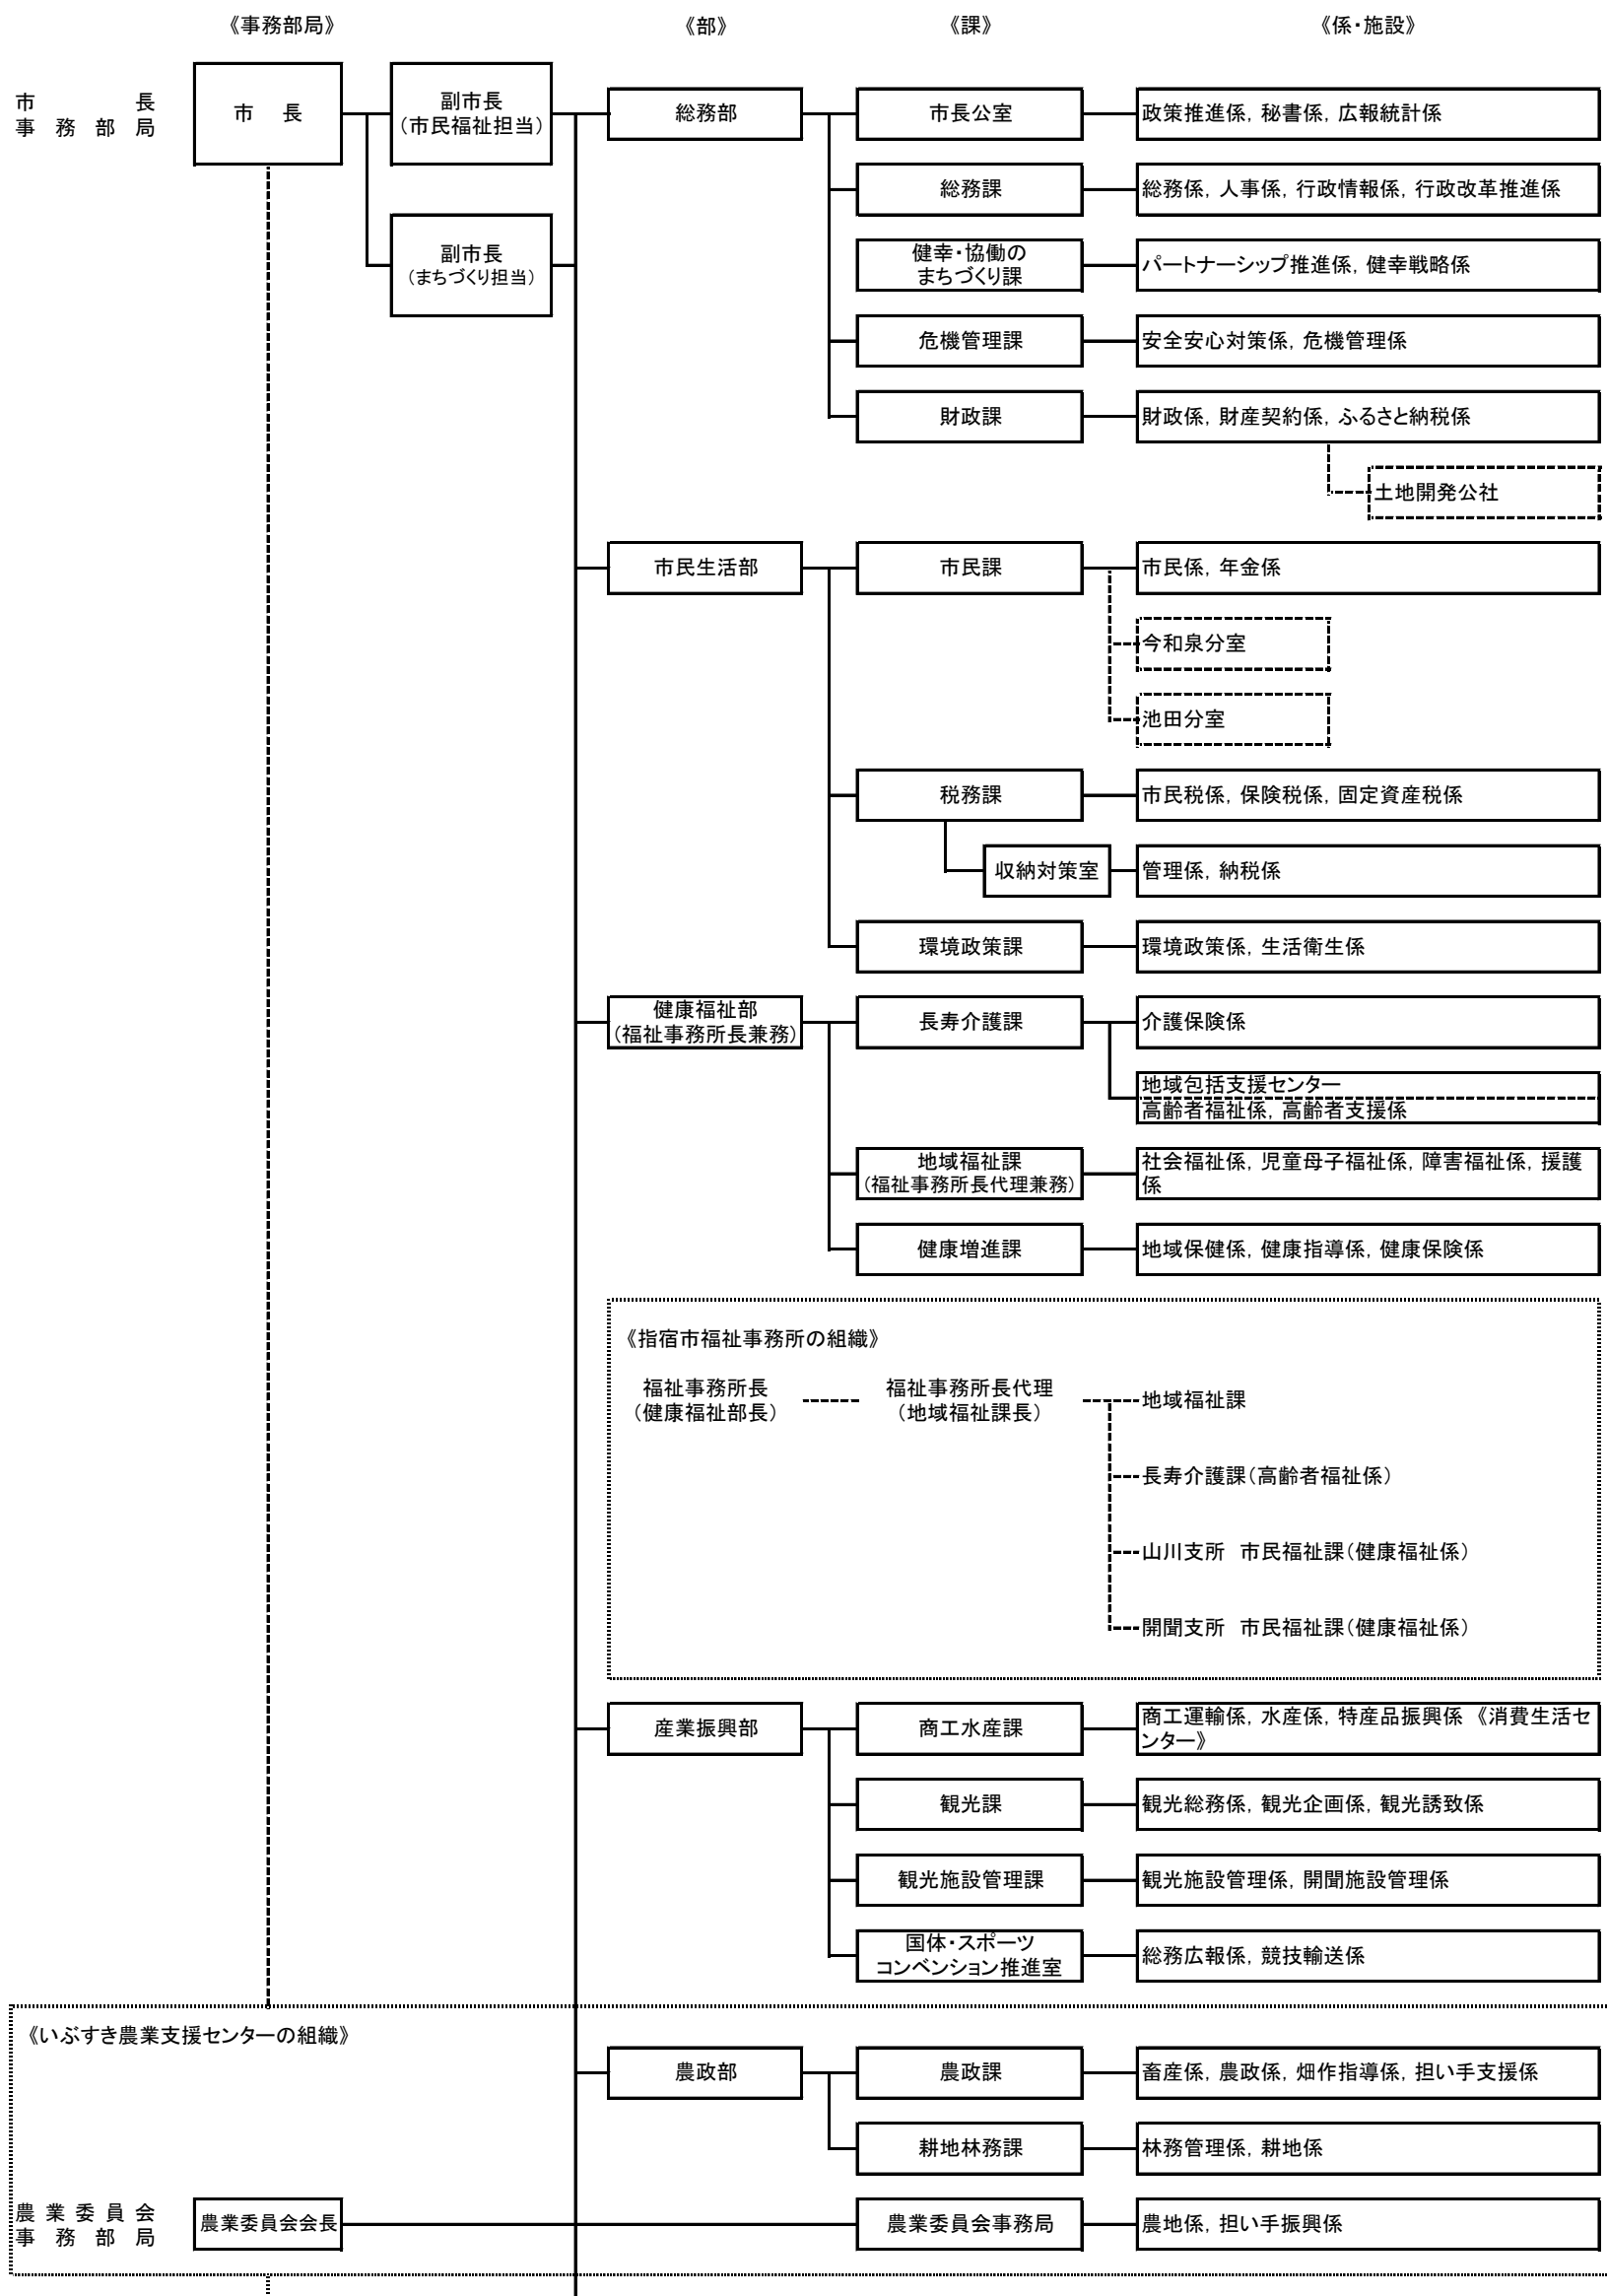 《事務部局》 《部》 《課》 《係・施設》
市長
事務部局
市 長
副市長
(市民福祉担当)
総務部
市長公室
政策推進係, 秘書係, 広報統計係
総務課
総務係, 人事係, 行政情報係, 行政改革推進係
副市長
(まちづくり担当)
健幸・協働の
まちづくり課
パートナーシップ推進係, 健幸戦略係
危機管理課
安全安心対策係, 危機管理係
財政課
財政係, 財産契約係, ふるさと納税係
土地開発公社
市民生活部
市民課
市民係, 年金係
今和泉分室
池田分室
税務課
市民税係, 保険税係, 固定資産税係
収納対策室
管理係, 納税係
環境政策課
環境政策係, 生活衛生係
健康福祉部
(福祉事務所長兼務)
長寿介護課
介護保険係
地域包括支援センター
高齢者福祉係, 高齢者支援係
地域福祉課
(福祉事務所長代理兼務)
社会福祉係, 児童母子福祉係, 障害福祉係, 援護
係
健康増進課
地域保健係, 健康指導係, 健康保険係
《指宿市福祉事務所の組織》
福祉事務所長
(健康福祉部長)
福祉事務所長代理
(地域福祉課長)
地域福祉課
長寿介護課(高齢者福祉係)
山川支所 市民福祉課(健康福祉係)
開聞支所 市民福祉課(健康福祉係)
産業振興部
商工水産課
商工運輸係, 水産係, 特産品振興係 《消費生活セ
ンター》
観光課
観光総務係, 観光企画係, 観光誘致係
観光施設管理課
観光施設管理係, 開聞施設管理係
国体・スポーツ
コンベンション推進室
総務広報係, 競技輸送係
《いぶすき農業支援センターの組織》
農政部
農政課
畜産係, 農政係, 畑作指導係, 担い手支援係
耕地林務課
林務管理係, 耕地係
農業委員会
事務部局
農業委員会会長
農業委員会事務局
農地係, 担い手振興係